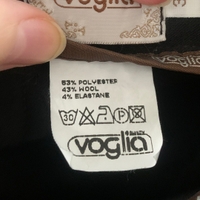 voglia
53% POLYESTER
43% WOOL
4% ELASTANE
30 P
voglia